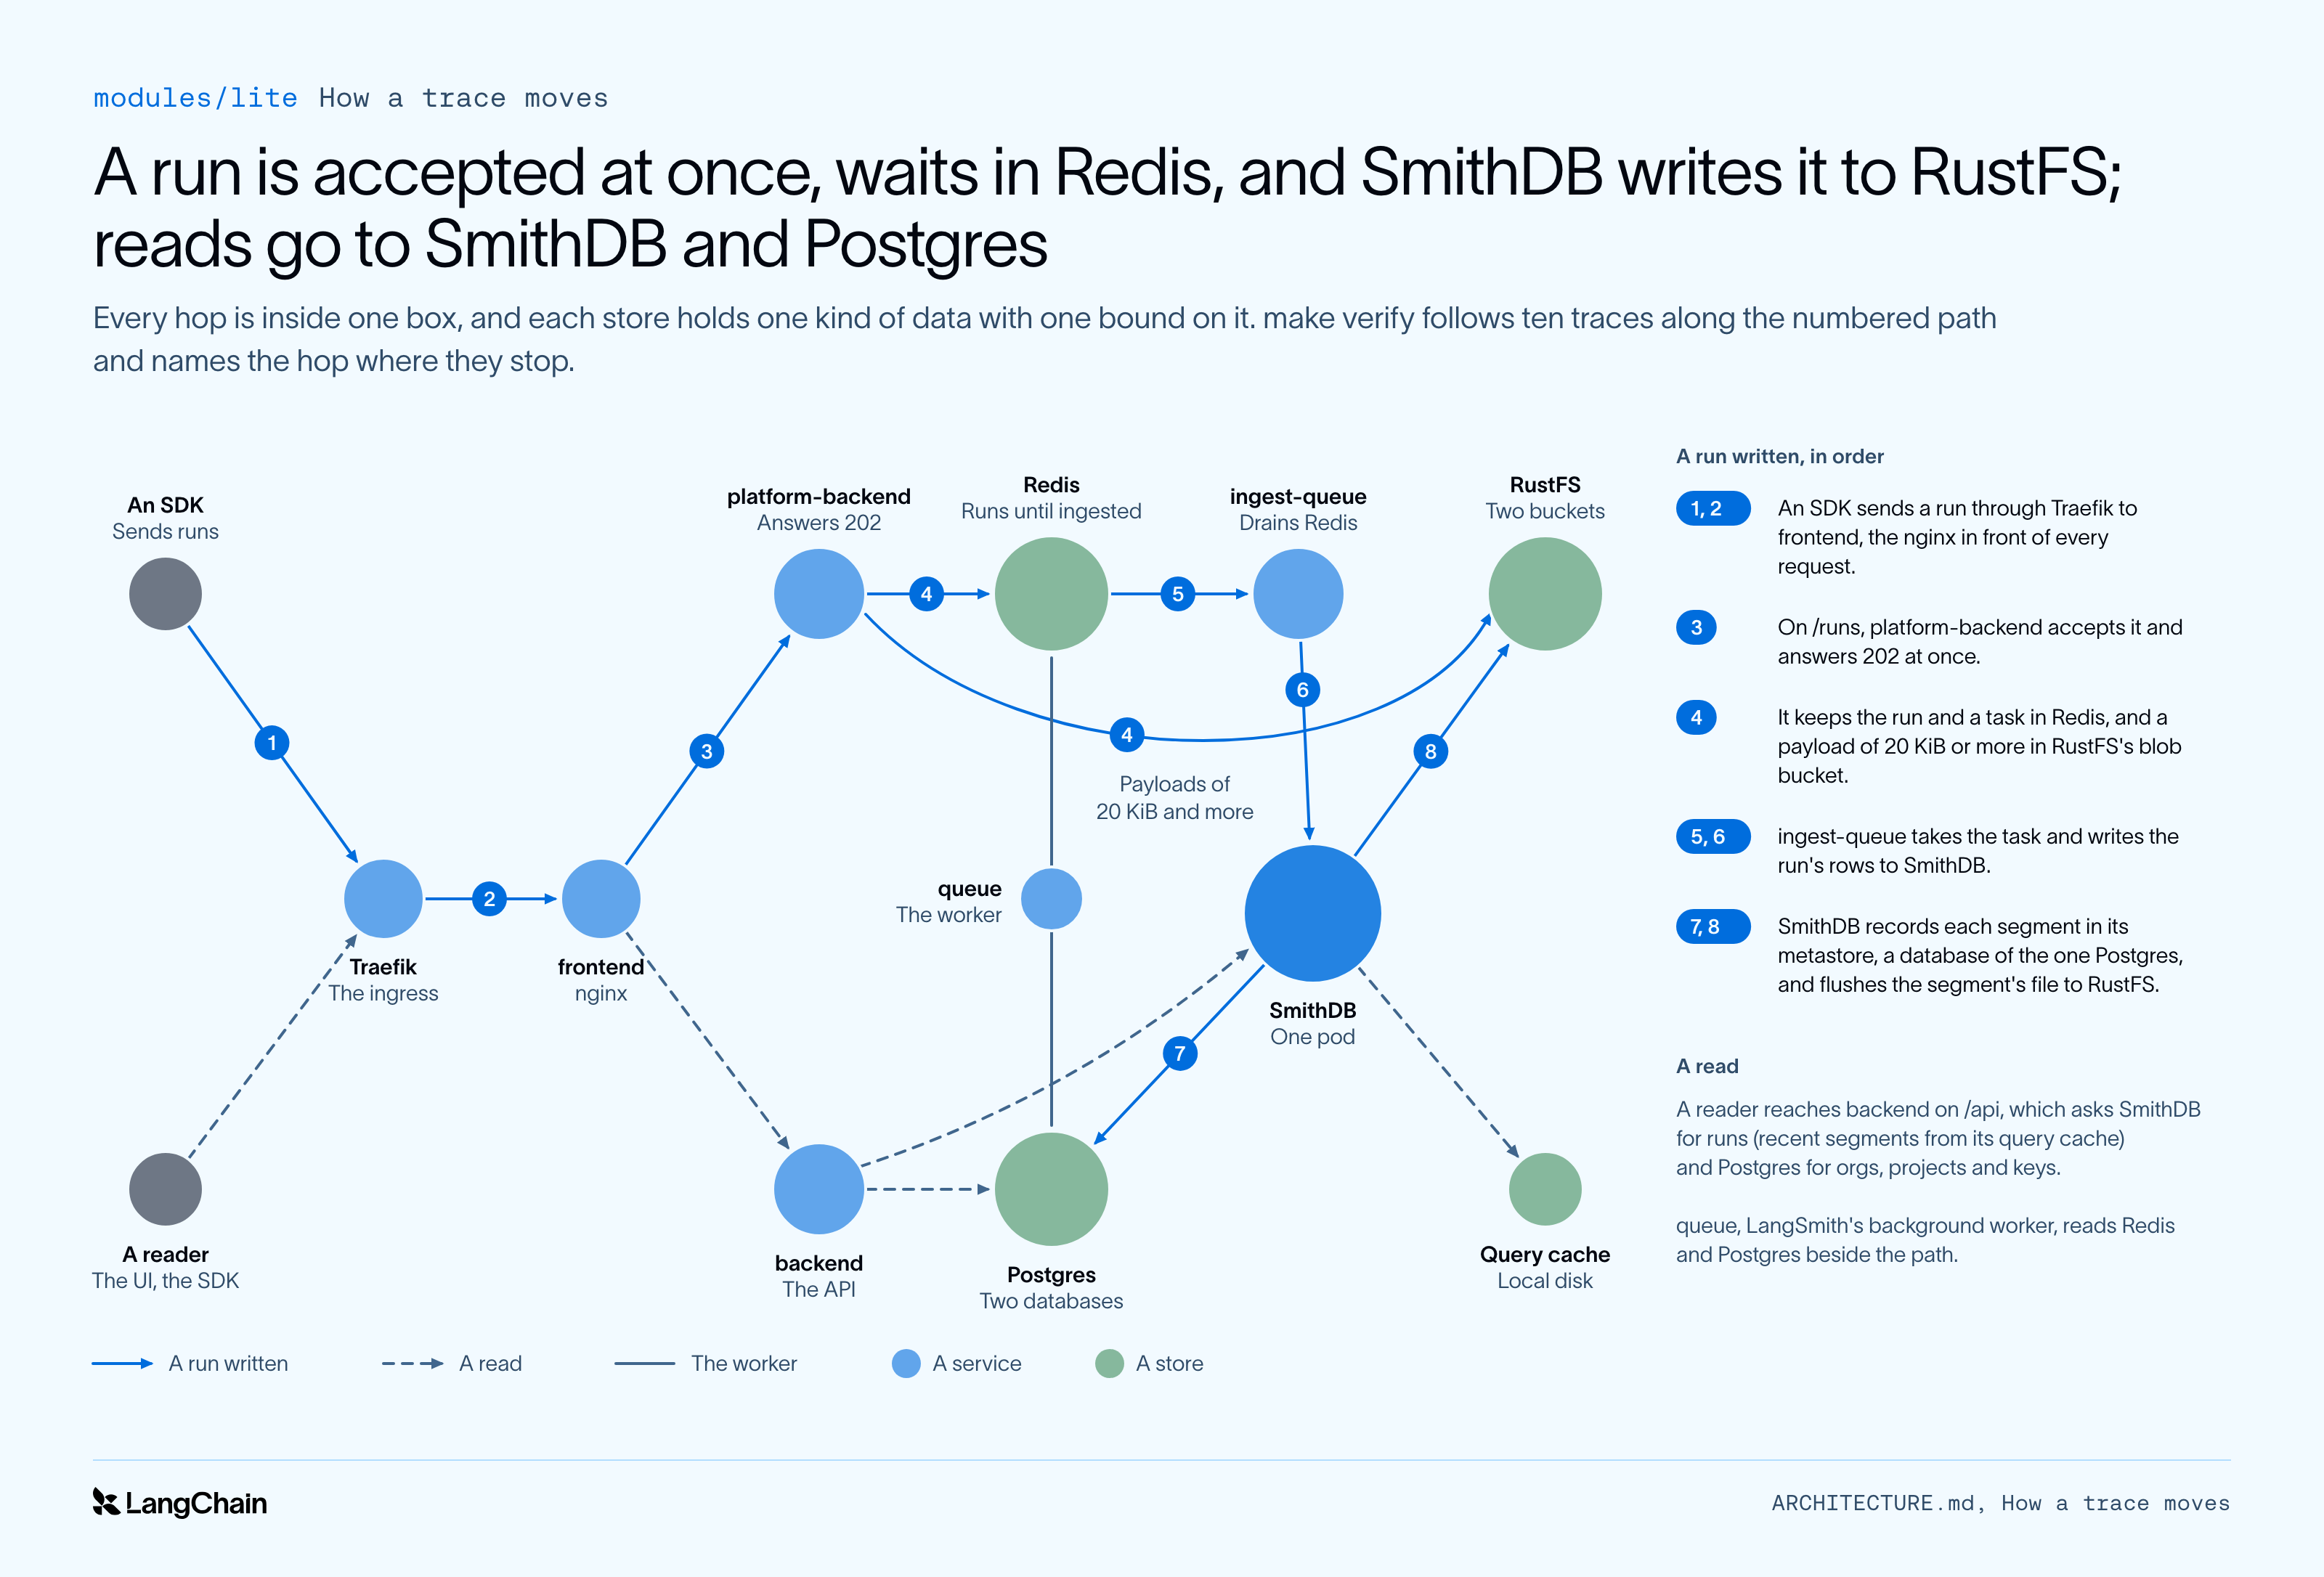 modules/lite How a trace moves
A run is accepted at once, waits in Redis, and SmithDB writes it to RustFS;
reads go to SmithDB and Postgres
Every hop is inside one box, and each store holds one kind of data with one bound on it. make verify follows ten traces along the numbered path
and names the hop where they stop.
An SDK
Sends runs
platform-backend
Answers 202
Redis
Runs until ingested
ingest-queue
Drains Redis
RustFS
Two buckets
4
5
6
1
3
4
8
Payloads of
20 KiB and more
2
queue
The worker
Traefik
The ingress
frontend
nginx
SmithDB
One pod
7
A reader
The UI, the SDK
backend
The API
Postgres
Two databases
Query cache
Local disk
A run written, in order
1, 2
An SDK sends a run through Traefik to
frontend, the nginx in front of every
request.
3
On /runs, platform-backend accepts it and
answers 202 at once.
4
It keeps the run and a task in Redis, and a
payload of 20 KiB or more in RustFS's blob
bucket.
5, 6
ingest-queue takes the task and writes the
run's rows to SmithDB.
7, 8
SmithDB records each segment in its
metastore, a database of the one Postgres,
and flushes the segment's file to RustFS.
A read
A reader reaches backend on /api, which asks SmithDB
for runs (recent segments from its query cache)
and Postgres for orgs, projects and keys.
queue, LangSmith's background worker, reads Redis
and Postgres beside the path.
A run written
A read
The worker
A service
A store
LangChain
ARCHITECTURE.md, How a trace moves